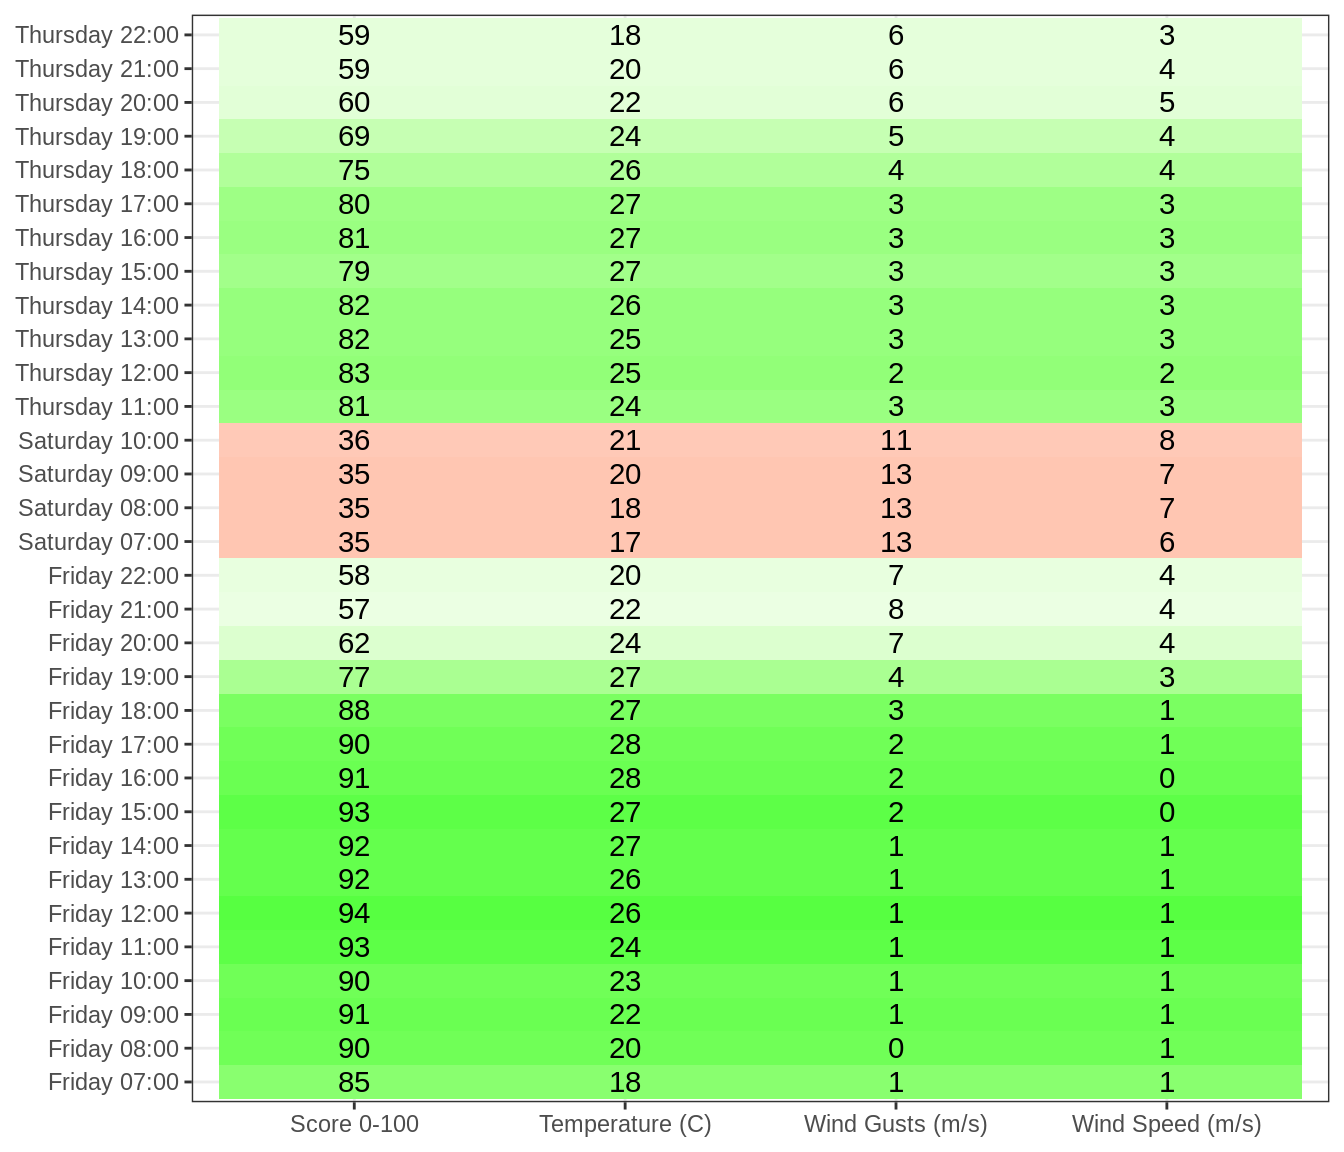 Thursday 22:00 59 18 6 3
Thursday 21:00 59 20 6 4
Thursday 20:00 60 22 6 5
Thursday 19:00 69 24 5 4
Thursday 18:00 75 26 4 4
Thursday 17:00 80 27 3 3
Thursday 16:00 81 27 3 3
Thursday 15:00 79 27 3 3
Thursday 14:00 82 26 3 3
Thursday 13:00 82 25 3 3
Thursday 12:00 83 25 2 2
Thursday 11:00 81 24 3 3
Saturday 10:00 36 21 11 8
Saturday 09:00 35 20 13 7
Saturday 08:00 35 18 13 7
Saturday 07:00 35 17 13 6
Friday 22:00 58 20 7 4
Friday 21:00 57 22 8 4
Friday 20:00 62 24 7 4
Friday 19:00 77 27 4 3
Friday 18:00 88 27 3 1
Friday 17:00 90 28 2 1
Friday 16:00 91 28 2 0
Friday 15:00 93 27 2 0
Friday 14:00 92 27 1 1
Friday 13:00 92 26 1 1
Friday 12:00 94 26 1 1
Friday 11:00 93 24 1 1
Friday 10:00 90 23 1 1
Friday 09:00 91 22 1 1
Friday 08:00 90 20 0 1
Friday 07:00 85 18 1 1
Score 0-100 Temperature (C) Wind Gusts (m/s) Wind Speed (m/s)